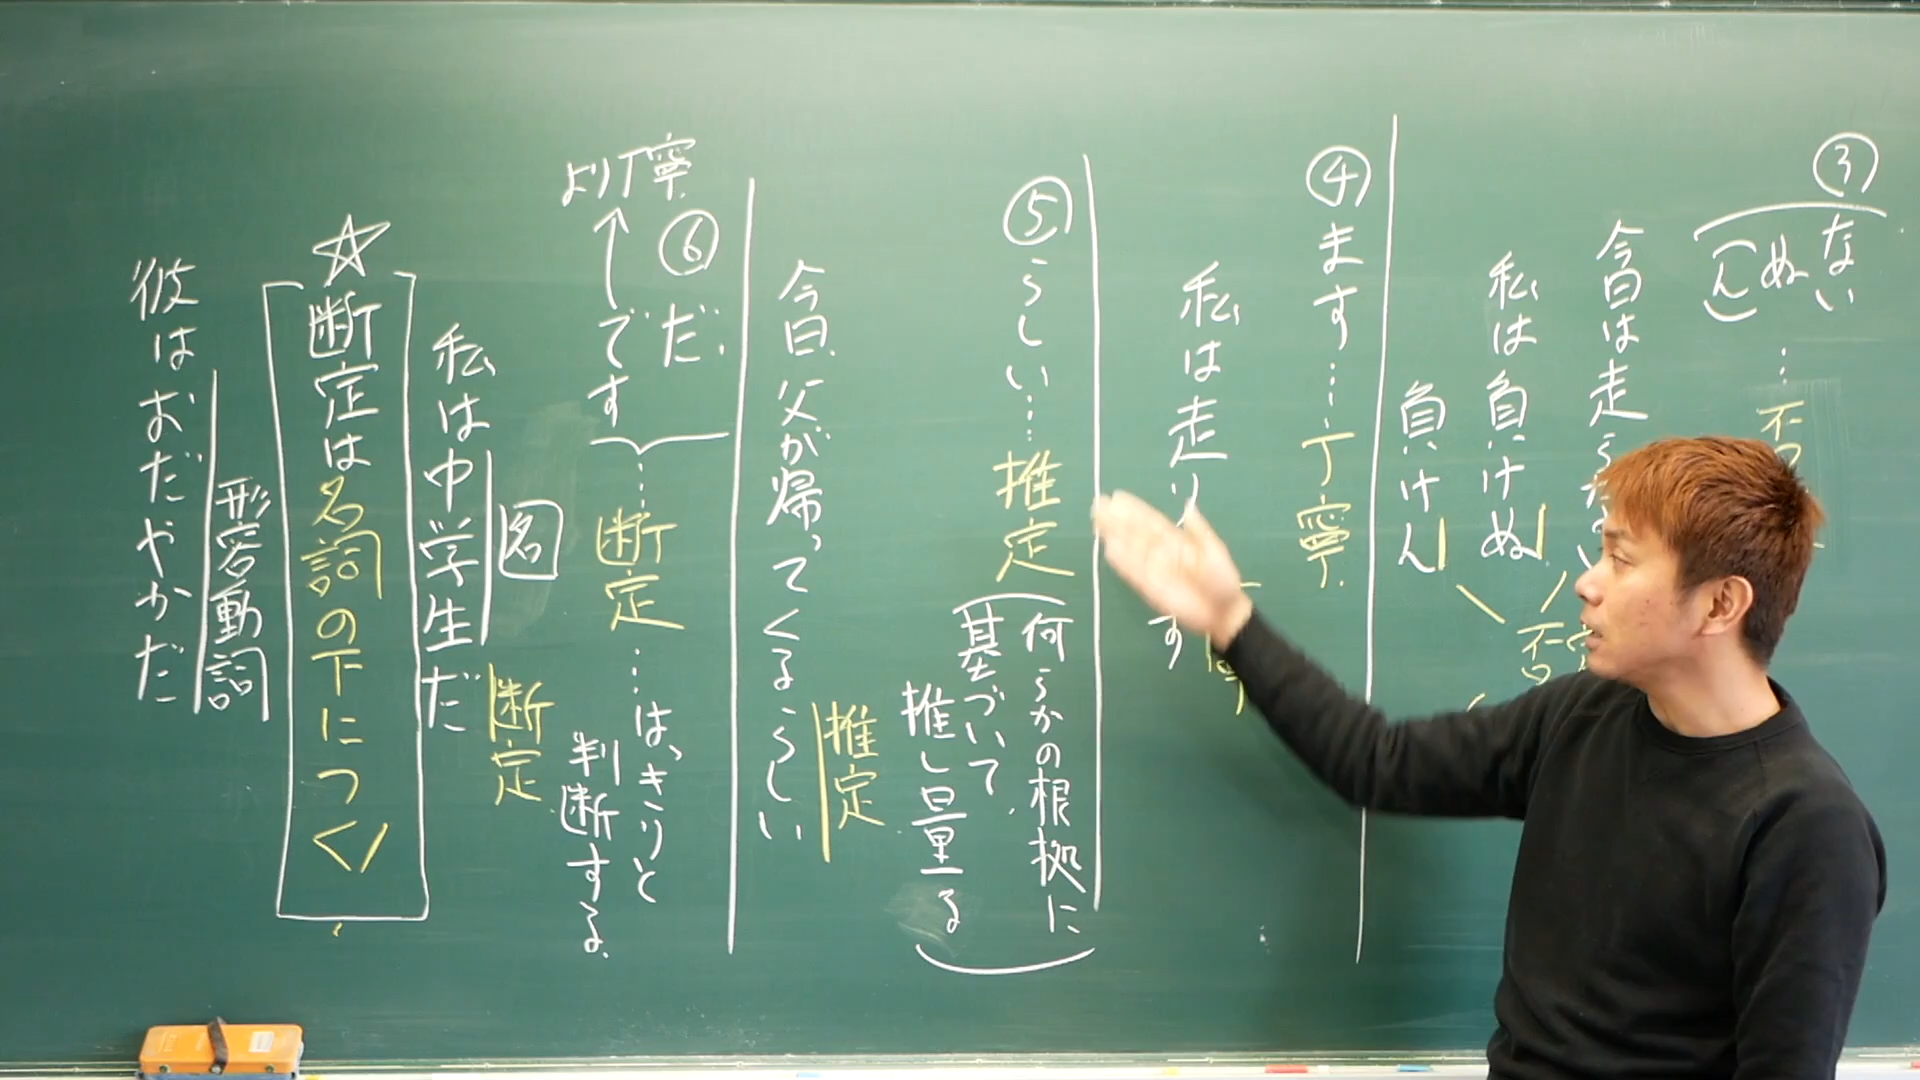 ③
ない
ぬ
(ん)
…否
今日は走らない
私は負けぬ
負けん
否定
④ます…丁寧
私は走ります
⑤らしい…推定
何らかの根拠に
基づいて
推し量る
今日、父が帰ってくるらしい
推定
⑥だ
です
より丁寧
…断定…はっきりと
判断する
私は中学生だ
名
断定
☆断定は名詞の下につく!
彼はおだやかだ
形容動詞